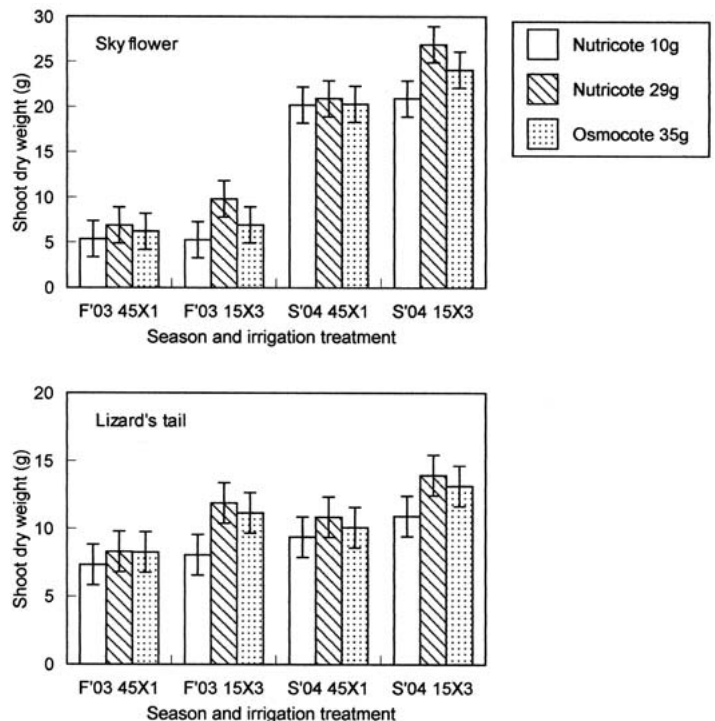 Sky flower
Shoot dry weight (g)
30
25
20
15
10
5
0
F'03 45X1 F'03 15X3 S'04 45X1 S'04 15X3
Season and irrigation treatment
Nutricote 10g
Nutricote 29g
Osmocote 35g
Lizard's tail
Shoot dry weight (g)
20
15
10
5
0
F'03 45X1 F'03 15X3 S'04 45X1 S'04 15X3
Season and irrigation treatment